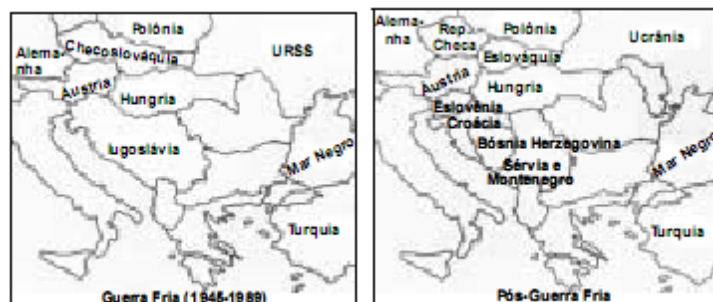 Polônia
Alema-
nha
Checoslováquia
URSS
Áustria
Hungria
Iugoslávia
Mar Negro
Turquia
Guerra Fria (1945-1989)
Alema-
nha
Rep.
Checa
Polônia
Ucrânia
Eslováquia
Áustria
Hungria
Eslovênia
Croácia
Bósnia Herzegovina
Sérvia e
Montenegro
Mar Negro
Turquia
Pós-Guerra Fria